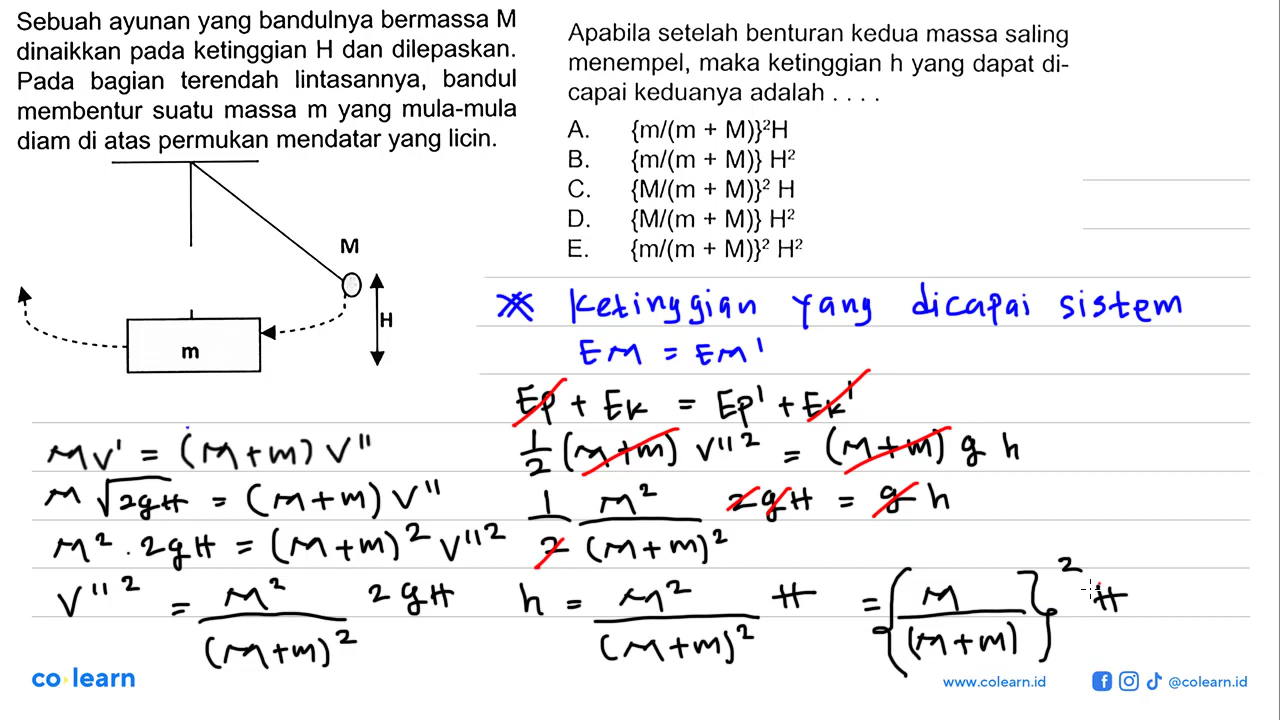 Sebuah ayunan yang bandulnya bermassa M
dinaikkan pada ketinggian H dan dilepaskan.
Pada bagian terendah lintasannya, bandul
membentur suatu massa m yang mula-mula
diam di atas permukan mendatar yang licin.
M
H
m
Apabila setelah benturan kedua massa saling
menempel, maka ketinggian h yang dapat di-
capai keduanya adalah . . . .
A. {m/(m + M)}²H
B. {m/(m + M)} H²
C. {M/(m + M)}² H
D. {M/(m + M)} H²
E. {m/(m + M)}² H²
Ketinggian yang dicapai sistem
EM = EM'
Ep + Ek = Ep' + Ek'
1/2 (M+m) v''² = (M+m) g h
1/2 M²/(M+m)² 2gH = g h
h = M²/(M+m)² H = {M/(M+m)}² H
Mv' = (M+m) v''
M √2gH = (M+m) v''
M² . 2gH = (M+m)² v''²
v''² = M²/(M+m)² 2gH
co learn
www.colearn.id
@colearn.id